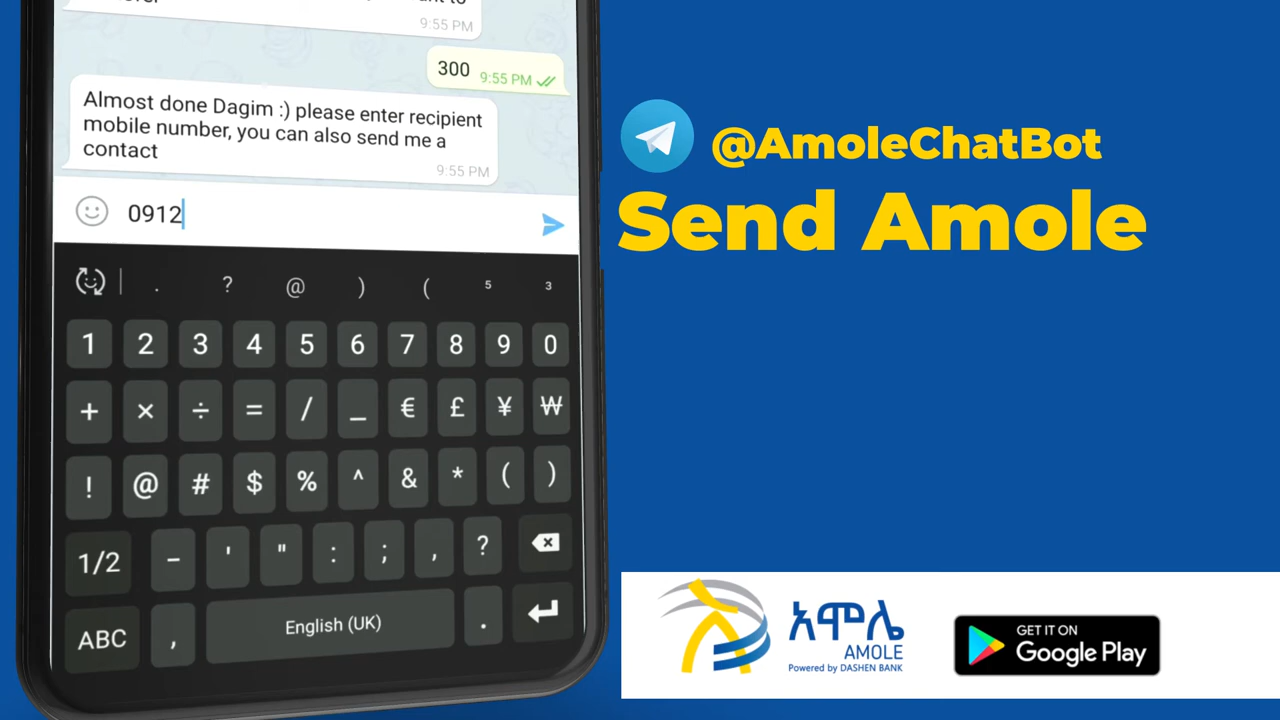 9:55 PM
300 9:55 PM
Almost done Dagim :) please enter recipient
mobile number, you can also send me a
contact
9:55 PM
0912
. ? @ ) ( 5 3
1 2 3 4 5 6 7 8 9 0
+ × ÷ = / _ € £ ¥ ₩
! @ # $ % ^ & * ( )
1/2 - ' " : ; , ?
ABC , English (UK) .
@AmoleChatBot
Send Amole
አሞሌ
AMOLE
Powered by DASHEN BANK
GET IT ON
Google Play